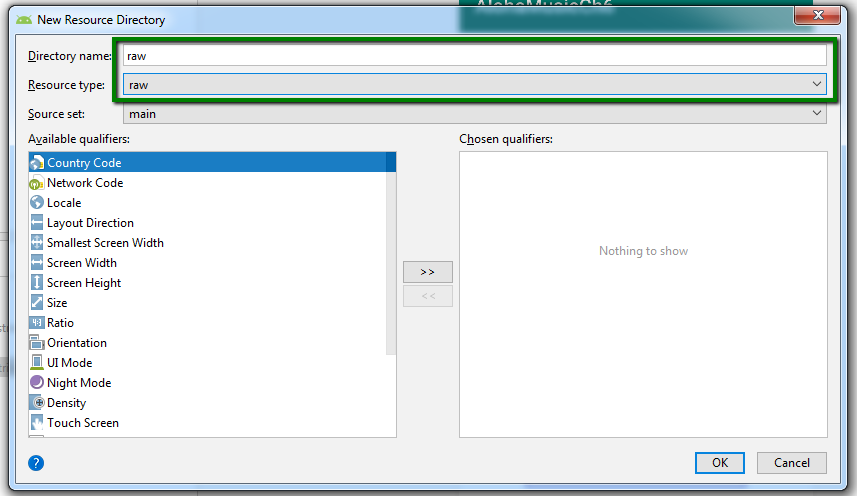 AlohaMusicCh6
New Resource Directory
Directory name: raw
Resource type: raw
Source set: main
Available qualifiers:
Chosen qualifiers:
Country Code
Network Code
Locale
Layout Direction
Smallest Screen Width
Screen Width
Screen Height
Size
Ratio
Orientation
UI Mode
Night Mode
Density
Touch Screen
>>
<<
Nothing to show
?
OK
Cancel